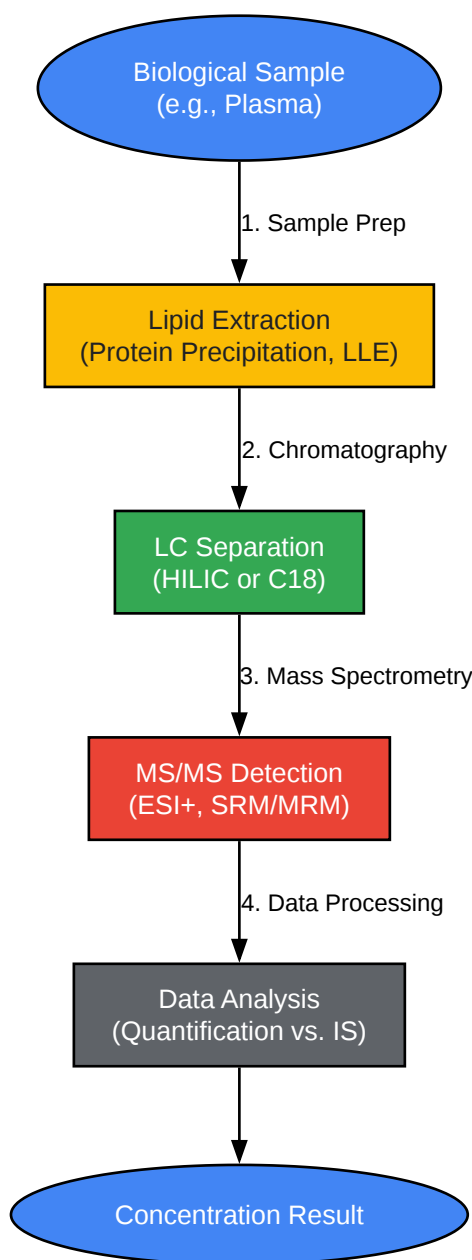 Biological Sample
(e.g., Plasma)
1. Sample Prep
Lipid Extraction
(Protein Precipitation, LLE)
2. Chromatography
LC Separation
(HILIC or C18)
3. Mass Spectrometry
MS/MS Detection
(ESI+, SRM/MRM)
4. Data Processing
Data Analysis
(Quantification vs. IS)
Concentration Result